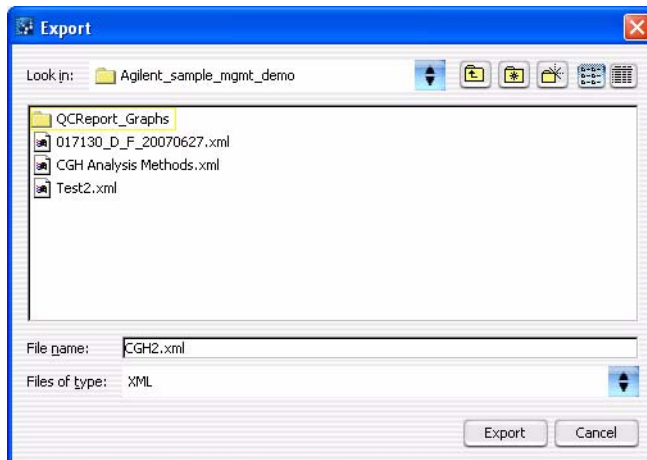 Export
Look in: Agilent_sample_mgmt_demo
QCReport_Graphs
017130_D_F_20070627.xml
CGH Analysis Methods.xml
Test2.xml
File name: CGH2.xml
Files of type: XML
Export Cancel